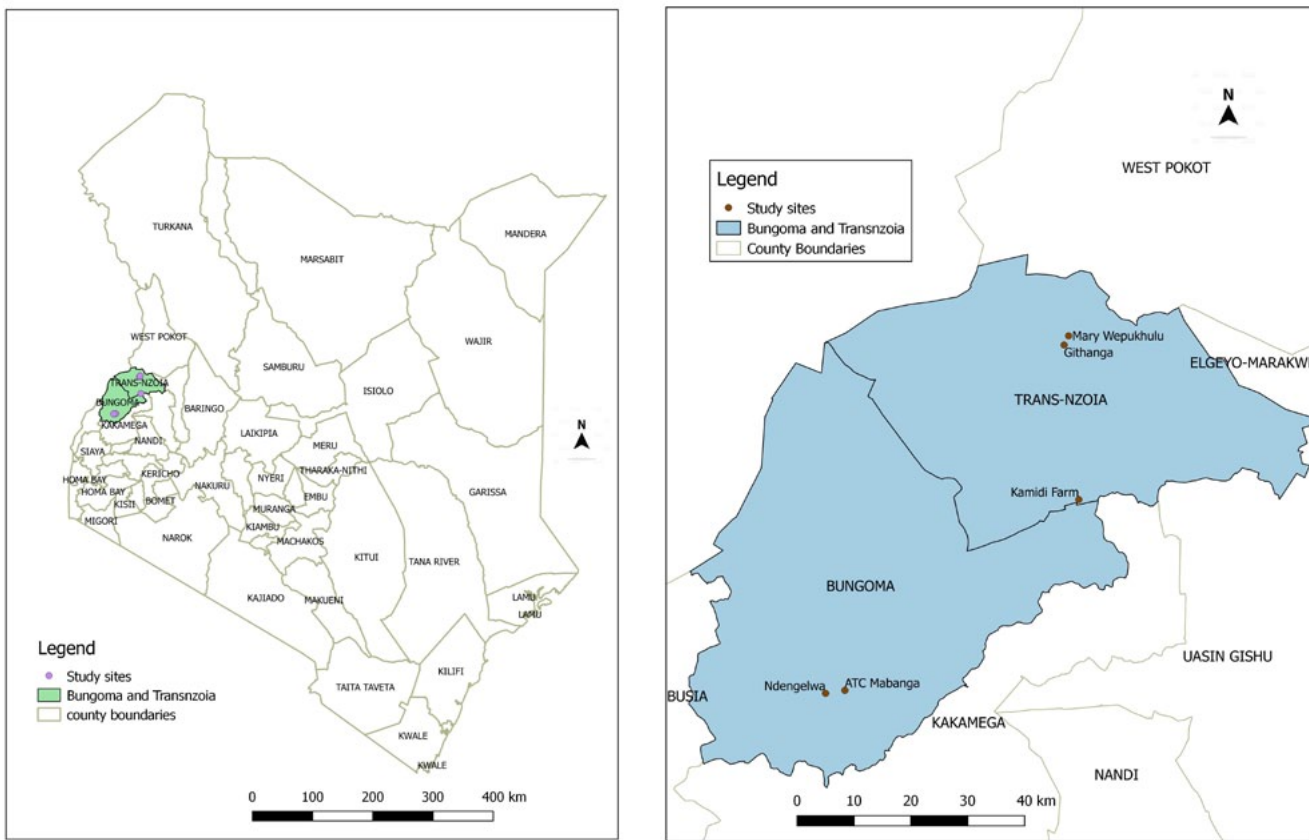 TURKANA
MANDERA
MARSABIT
WEST POKOT
WAJIR
SAMBURU
ISIOLO
TRANS-NZOIA
BUNGOMA
BARINGO
KAKAMEGA
LAIKIPIA
NANDI
MERU
SIAYA
THARAKA-NITHI
HOMA BAY
KERICHO
NYERI
NAKURU
GARISSA
HOMA BAY
EMBU
KISII
BOMET
MURANGA
MIGORI
KIAMBU
NAROK
MACHAKOS
KITUI
TANA RIVER
KAJIADO
MAKUENI
LAMU
LAMU
KILIFI
TAITA TAVETA
KWALE
KWALE
N
Legend
Study sites
Bungoma and Transnzoia
county boundaries
0 100 200 300 400 km
N
WEST POKOT
Legend
Study sites
Bungoma and Transnzoia
County Boundaries
Mary Wepukhulu
Githanga
ELGEYO-MARAKWE
TRANS-NZOIA
Kamidi Farm
BUNGOMA
UASIN GISHU
Ndengelwa
ATC Mabanga
BUSIA
KAKAMEGA
NANDI
0 10 20 30 40 km